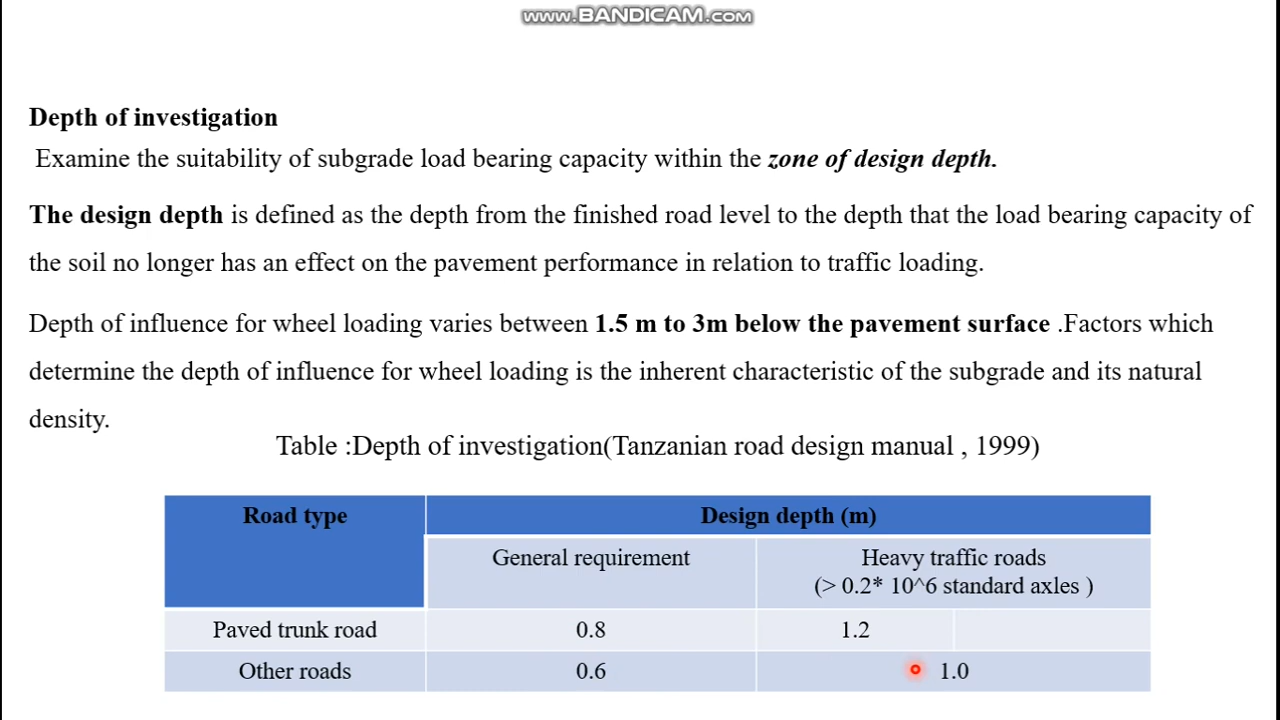 www.BANDICAM.com
Depth of investigation
Examine the suitability of subgrade load bearing capacity within the zone of design depth.
The design depth is defined as the depth from the finished road level to the depth that the load bearing capacity of
the soil no longer has an effect on the pavement performance in relation to traffic loading.
Depth of influence for wheel loading varies between 1.5 m to 3m below the pavement surface .Factors which
determine the depth of influence for wheel loading is the inherent characteristic of the subgrade and its natural
density.
Table :Depth of investigation(Tanzanian road design manual , 1999)
Road type Design depth (m)
General requirement Heavy traffic roads
(> 0.2* 10^6 standard axles )
Paved trunk road 0.8 1.2
Other roads 0.6 1.0